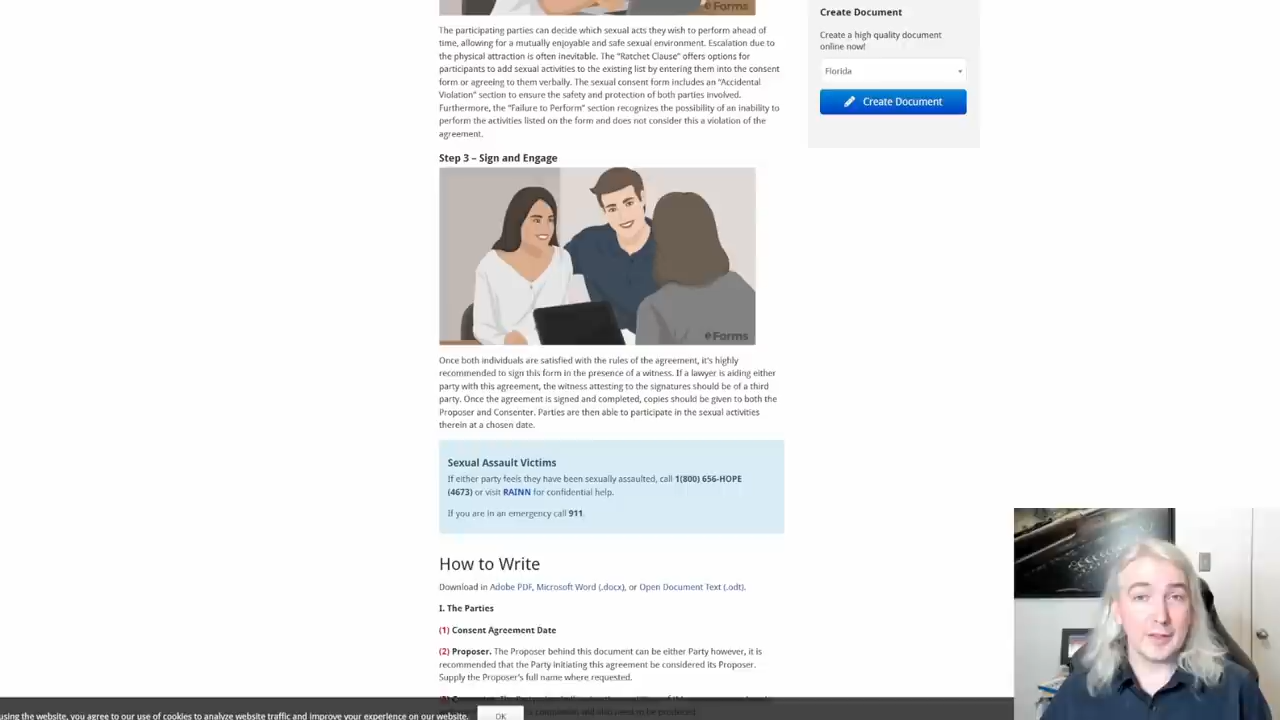 eForms
Create Document
Create a high quality document
online now!
Florida
Create Document
The participating parties can decide which sexual acts they wish to perform ahead of
time, allowing for a mutually enjoyable and safe sexual environment. Escalation due to
the physical attraction is often inevitable. The “Ratchet Clause” offers options for
participants to add sexual activities to the existing list by entering them into the consent
form or agreeing to them verbally. The sexual consent form includes an “Accidental
Violation” section to ensure the safety and protection of both parties involved.
Furthermore, the “Failure to Perform” section recognizes the possibility of an inability to
perform the activities listed on the form and does not consider this a violation of the
agreement.
Step 3 – Sign and Engage
eForms
Once both individuals are satisfied with the rules of the agreement, it's highly
recommended to sign this form in the presence of a witness. If a lawyer is aiding either
party with this agreement, the witness attesting to the signatures should be of a third
party. Once the agreement is signed and completed, copies should be given to both the
Proposer and Consenter. Parties are then able to participate in the sexual activities
therein at a chosen date.
Sexual Assault Victims
If either party feels they have been sexually assaulted, call 1(800) 656-HOPE
(4673) or visit RAINN for confidential help.
If you are in an emergency call 911
How to Write
Download in Adobe PDF, Microsoft Word (.docx), or Open Document Text (.odt).
I. The Parties
(1) Consent Agreement Date
(2) Proposer. The Proposer behind this document can be either Party however, it is
recommended that the Party initiating this agreement be considered its Proposer.
Supply the Proposer's full name where requested.
using the website, you agree to our use of cookies to analyze website traffic and improve your experience on our website.
OK